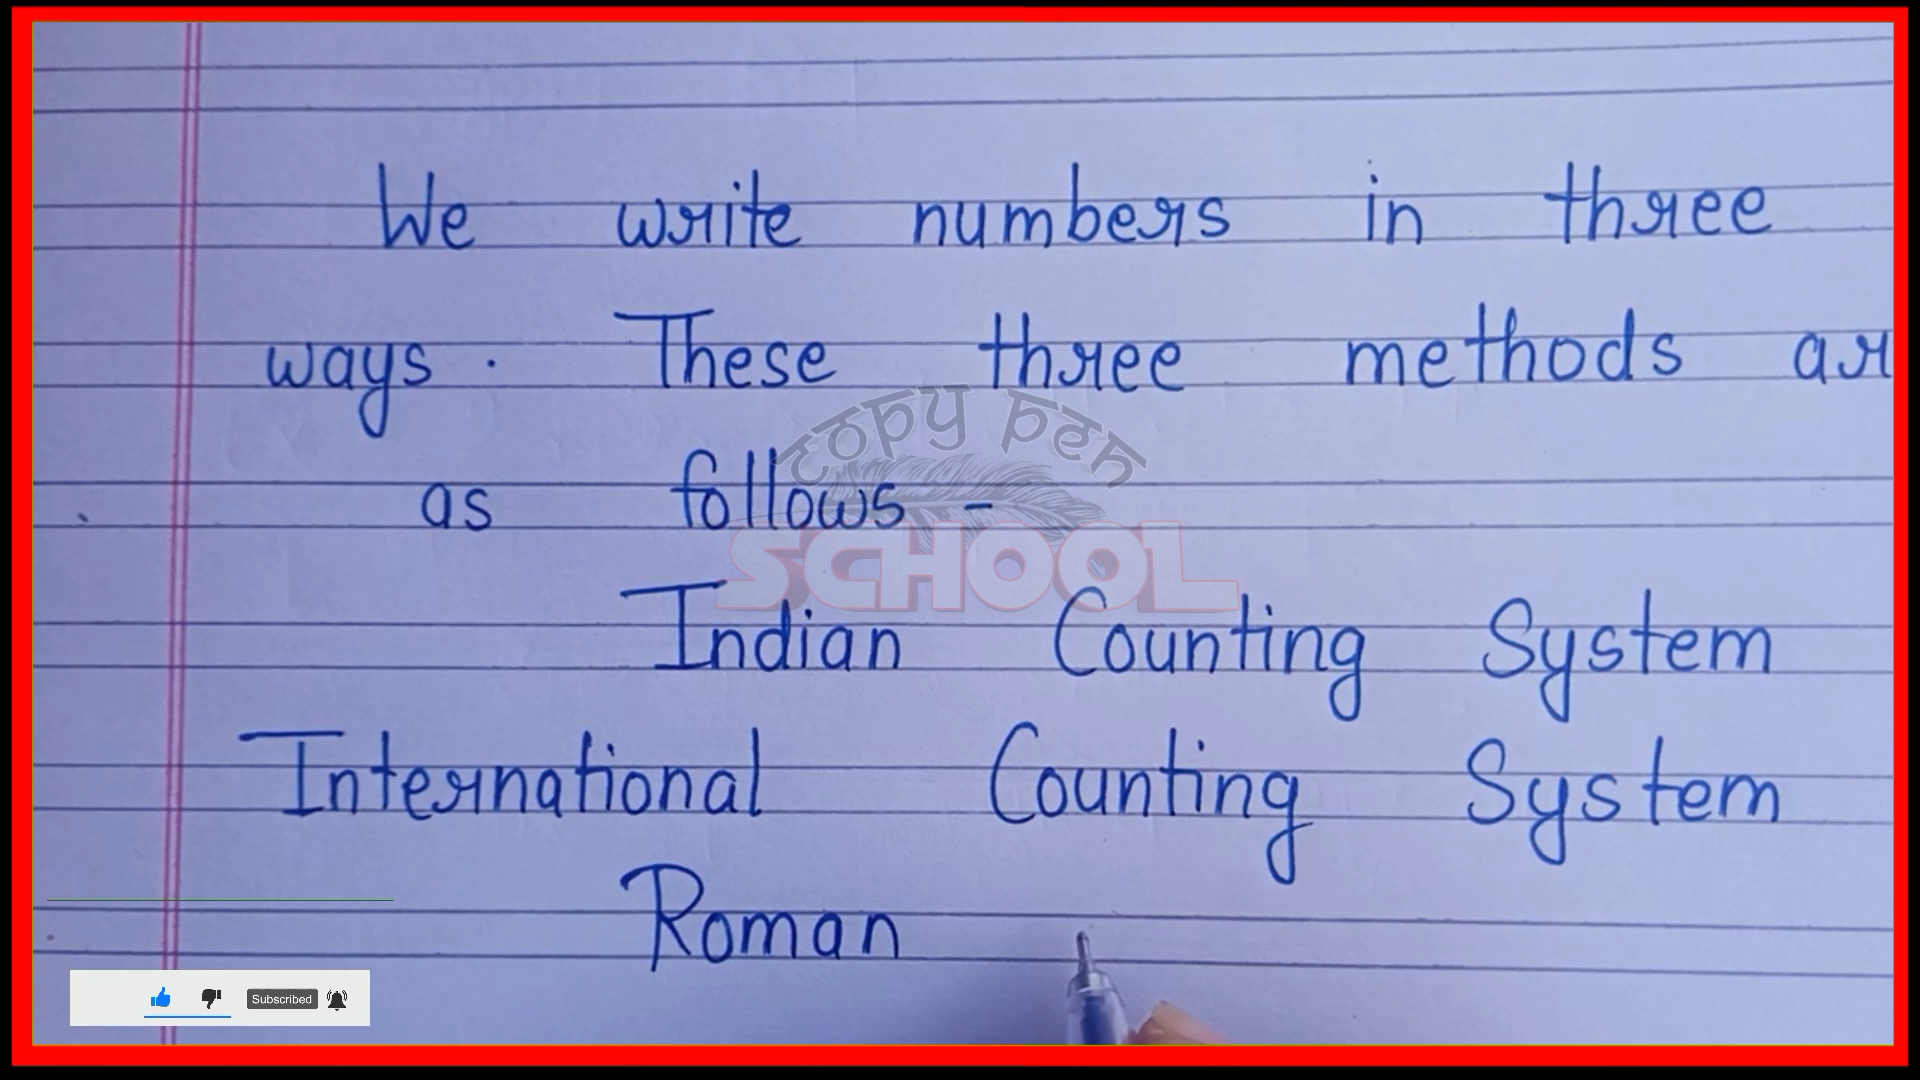 We write numbers in three
ways. These three methods ar
as follows -
Indian Counting System
International Counting System
Roman
copy pen
SCHOOL
Subscribed